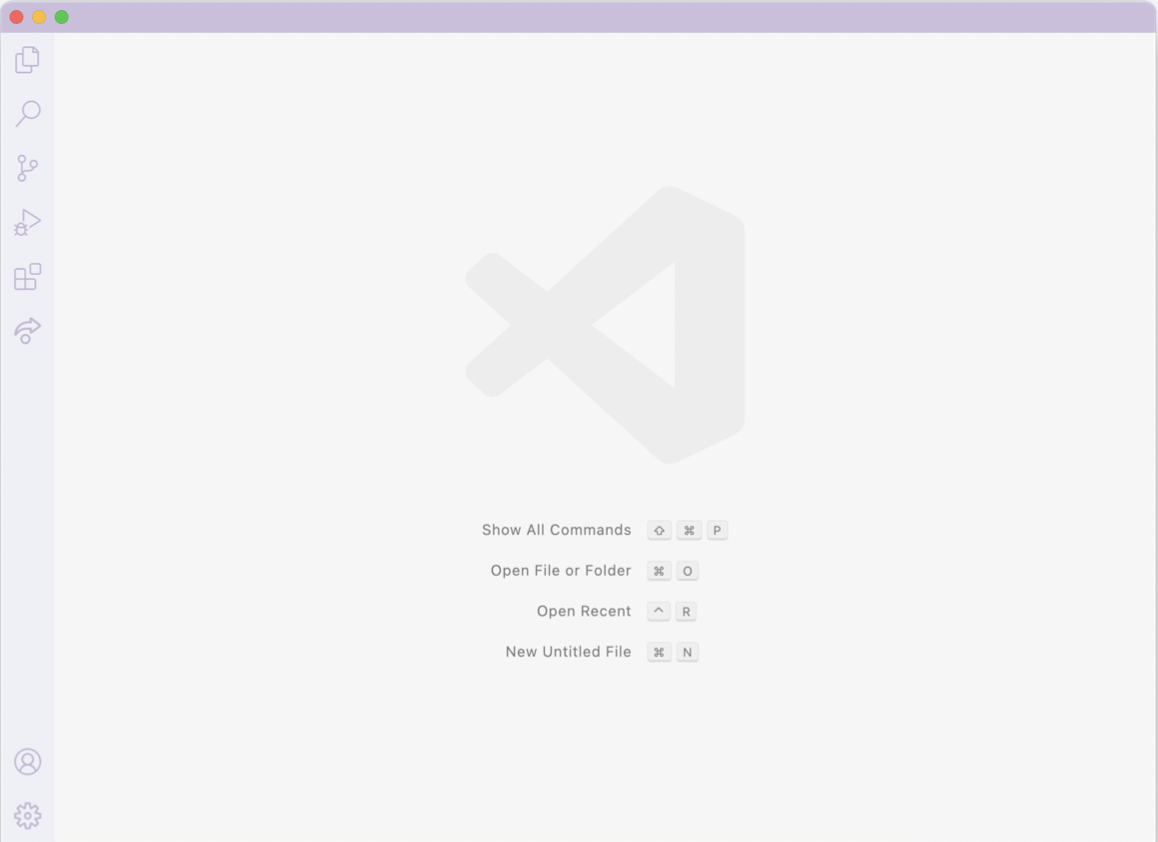 Show All Commands ⇧ ⌘ P
Open File or Folder ⌘ O
Open Recent ^ R
New Untitled File ⌘ N